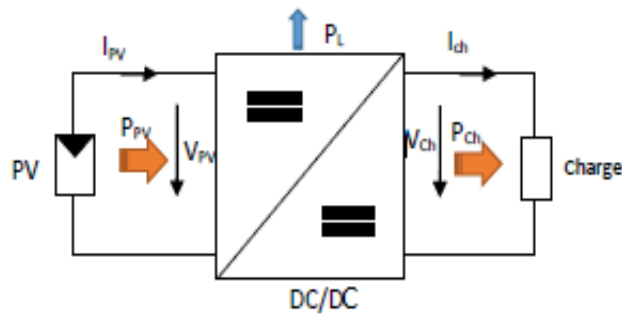 I_PV
P_L
I_ch
P_PV
V_PV
V_Ch
P_Ch
PV
Charge
DC/DC